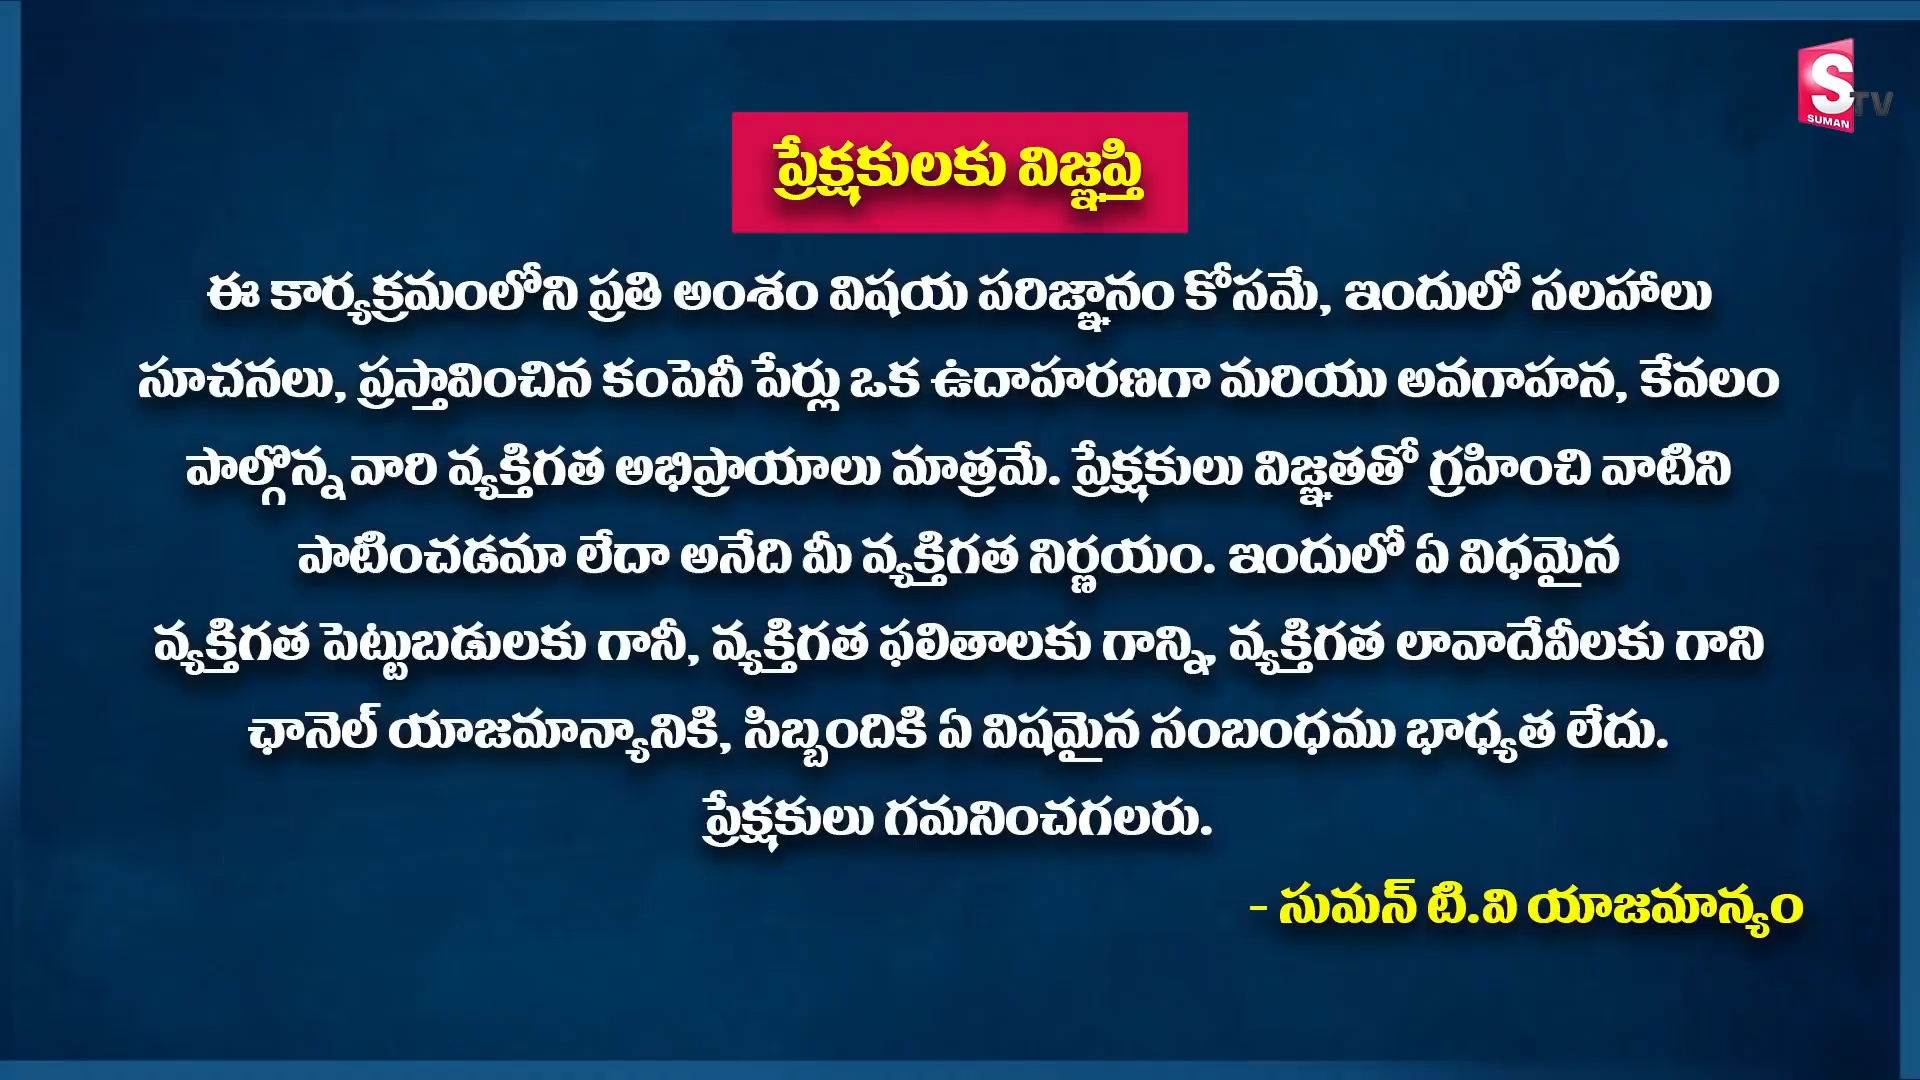 S TV
SUMAN
ప్రేక్షకులకు విజ్ఞప్తి
ఈ కార్యక్రమంలోని ప్రతి అంశం విషయ పరిజ్ఞానం కోసమే, ఇందులో సలహాలు
సూచనలు, ప్రస్తావించిన కంపెనీ పేర్లు ఒక ఉదాహరణగా మరియు అవగాహన, కేవలం
పాల్గొన్న వారి వ్యక్తిగత అభిప్రాయాలు మాత్రమే. ప్రేక్షకులు విజ్ఞతతో గ్రహించి వాటిని
పాటించడమా లేదా అనేది మీ వ్యక్తిగత నిర్ణయం. ఇందులో ఏ విధమైన
వ్యక్తిగత పెట్టుబడులకు గానీ, వ్యక్తిగత ఫలితాలకు గాన్ని, వ్యక్తిగత లావాదేవీలకు గాని
ఛానెల్ యాజమాన్యానికి, సిబ్బందికి ఏ విషమైన సంబంధము భాధ్యత లేదు.
ప్రేక్షకులు గమనించగలరు.
- సుమన్ టి.వి యాజమాన్యం